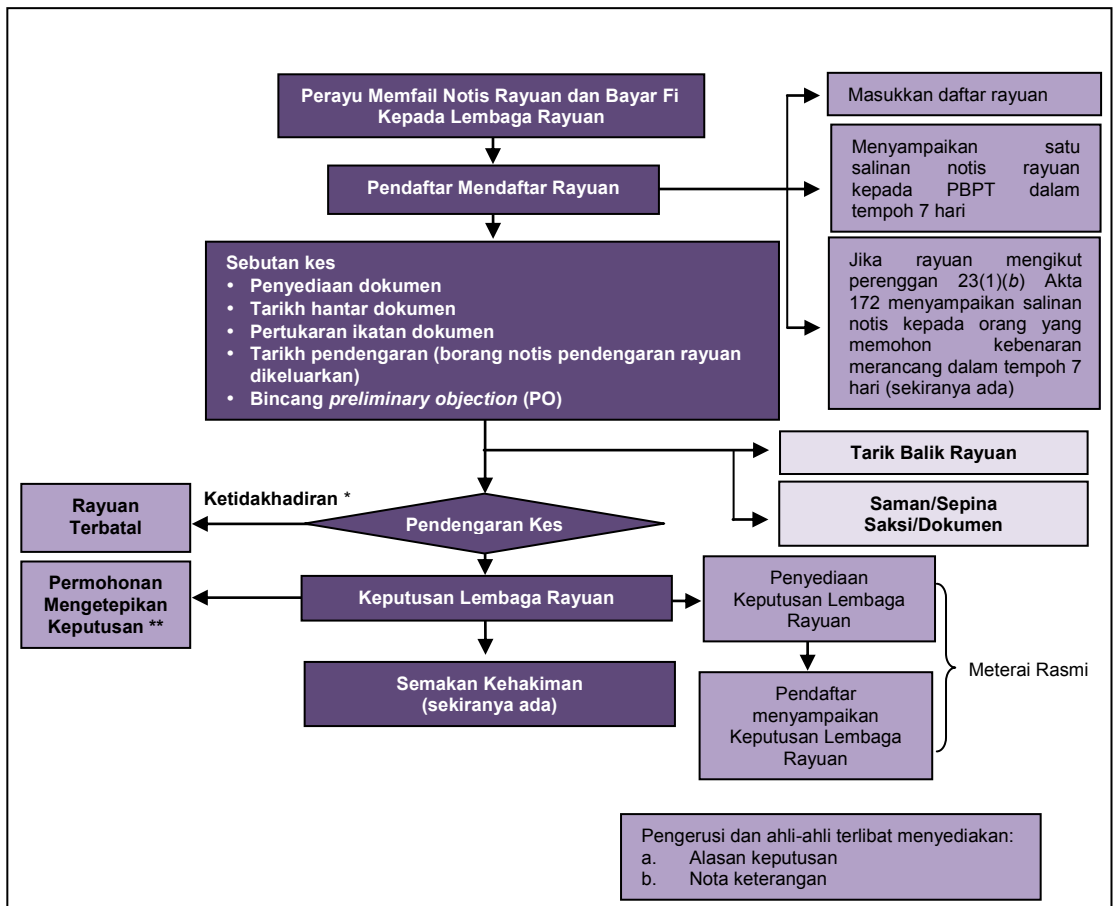 Perayu Memfail Notis Rayuan dan Bayar Fi
Kepada Lembaga Rayuan
Masukkan daftar rayuan
Pendaftar Mendaftar Rayuan
Menyampaikan satu
salinan notis rayuan
kepada PBPT dalam
tempoh 7 hari
Jika rayuan mengikut
perenggan 23(1)(b) Akta
172 menyampaikan salinan
notis kepada orang yang
memohon kebenaran
merancang dalam tempoh 7
hari (sekiranya ada)
Sebutan kes
• Penyediaan dokumen
• Tarikh hantar dokumen
• Pertukaran ikatan dokumen
• Tarikh pendengaran (borang notis pendengaran rayuan
dikeluarkan)
• Bincang preliminary objection (PO)
Tarik Balik Rayuan
Saman/Sepina
Saksi/Dokumen
Rayuan
Terbatal
Ketidakhadiran *
Pendengaran Kes
Permohonan
Mengetepikan
Keputusan **
Keputusan Lembaga Rayuan
Penyediaan
Keputusan Lembaga
Rayuan
Semakan Kehakiman
(sekiranya ada)
Pendaftar
menyampaikan
Keputusan Lembaga
Rayuan
Meterai Rasmi
Pengerusi dan ahli-ahli terlibat menyediakan:
a. Alasan keputusan
b. Nota keterangan